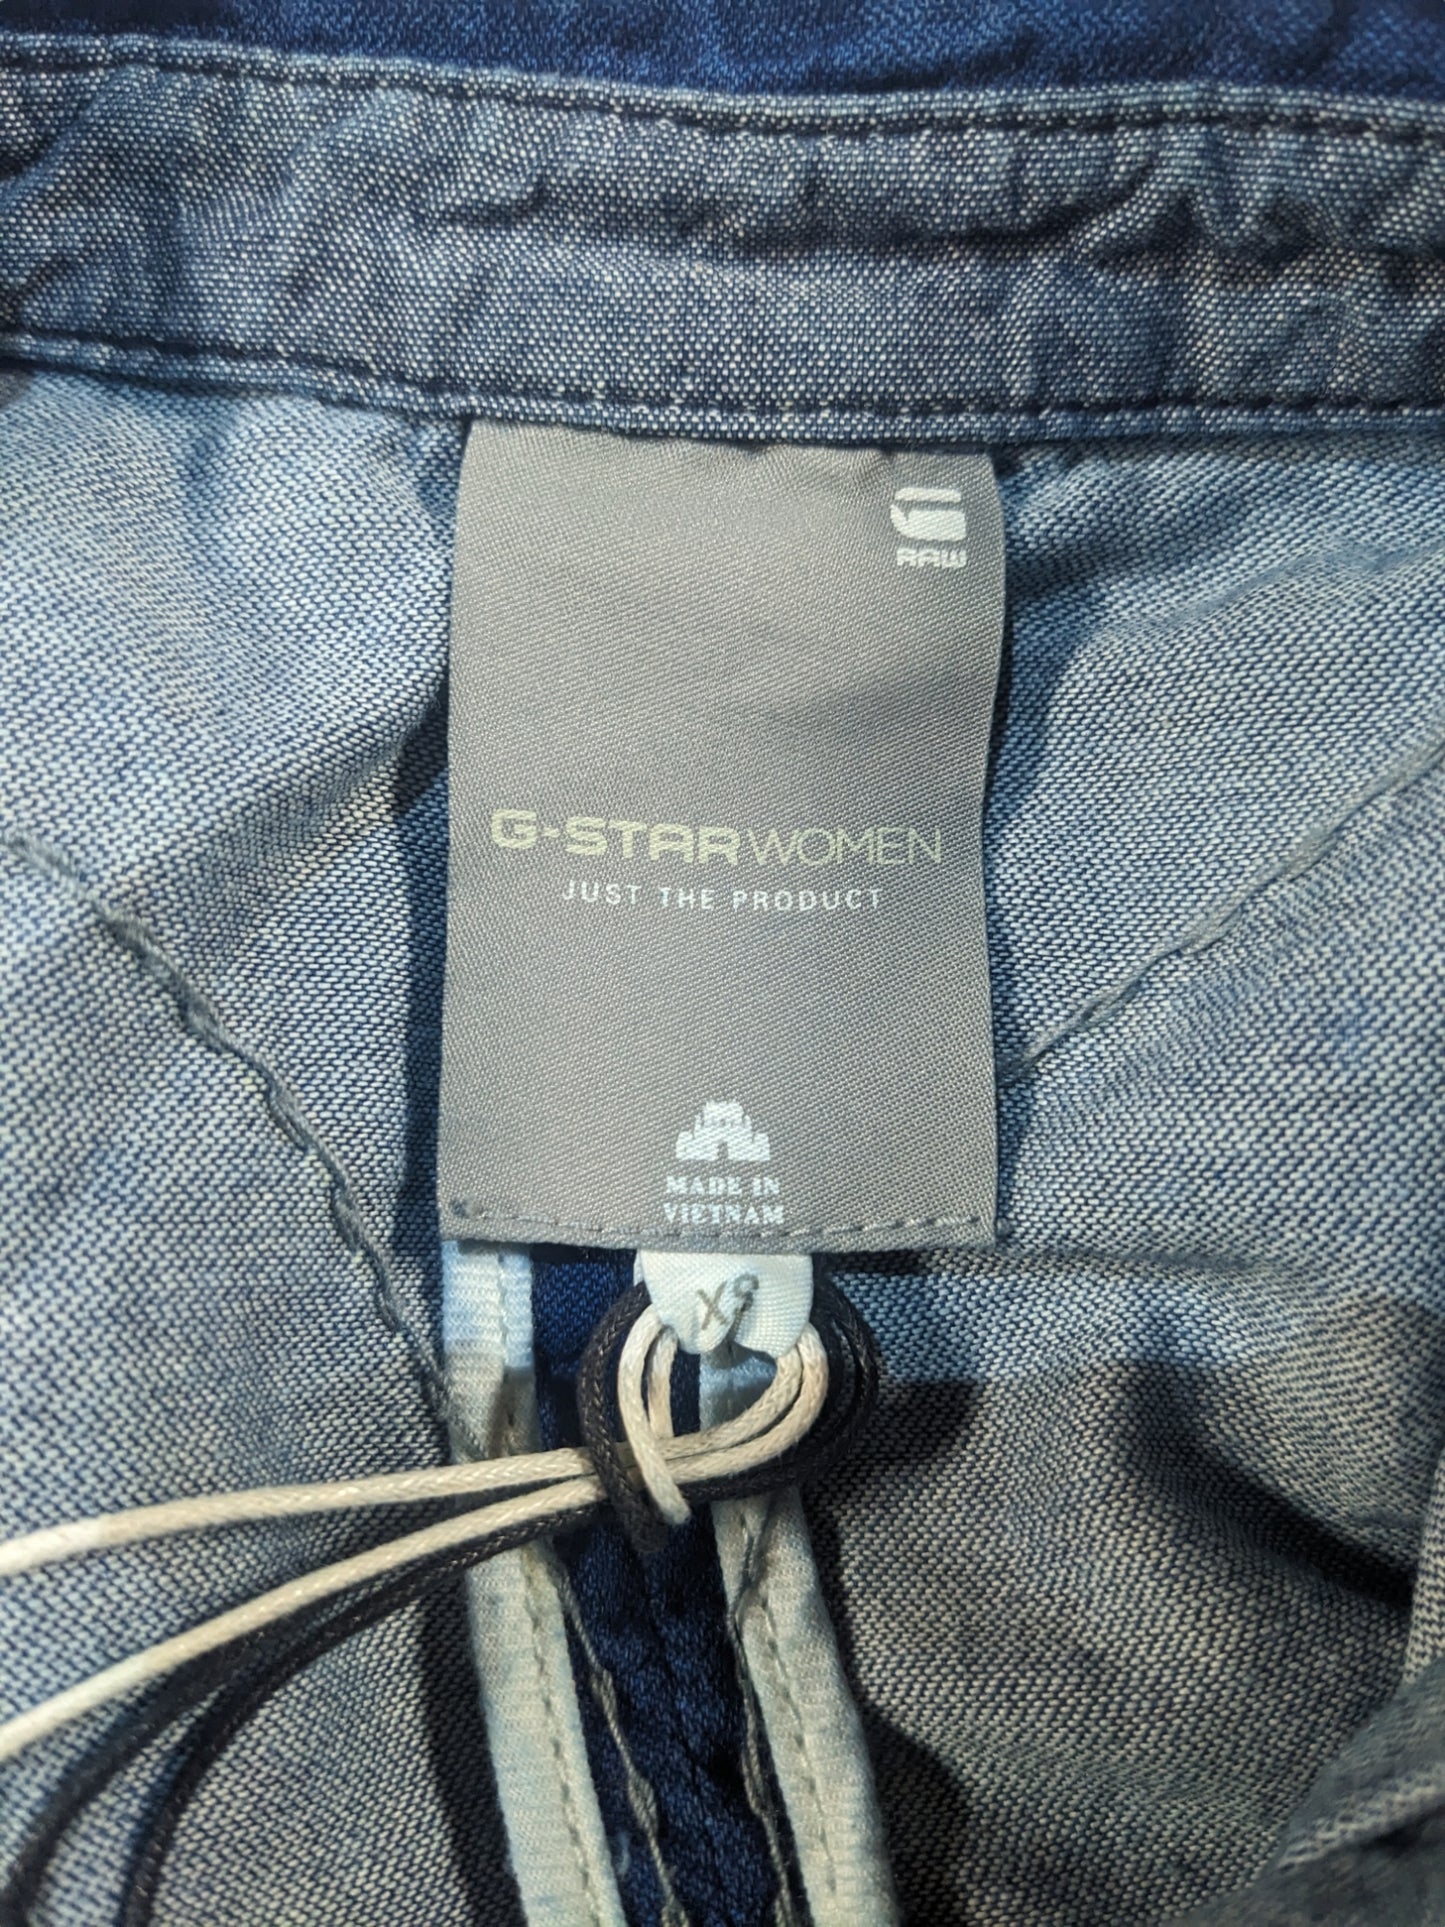 RAW
G-STARWOMEN
JUST THE PRODUCT
MADE IN
VIETNAM
XS